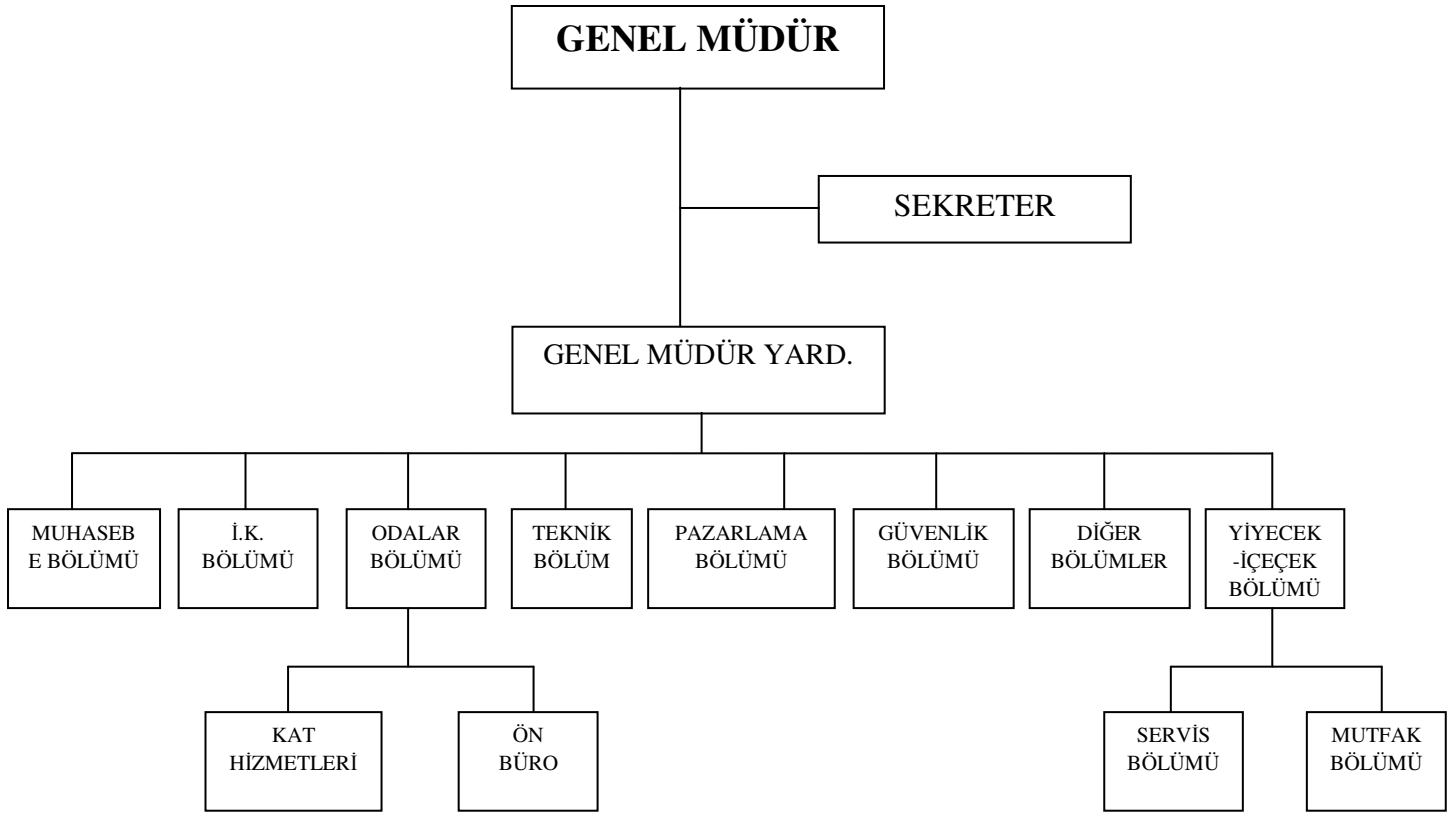 GENEL MÜDÜR
SEKRETER
GENEL MÜDÜR YARD.
MUHASEB
E BÖLÜMÜ
İ.K.
BÖLÜMÜ
ODALAR
BÖLÜMÜ
TEKNİK
BÖLÜM
PAZARLAMA
BÖLÜMÜ
GÜVENLİK
BÖLÜMÜ
DİĞER
BÖLÜMLER
YİYECEK
-İÇEÇEK
BÖLÜMÜ
KAT
HİZMETLERİ
ÖN
BÜRO
SERVİS
BÖLÜMÜ
MUTFAK
BÖLÜMÜ